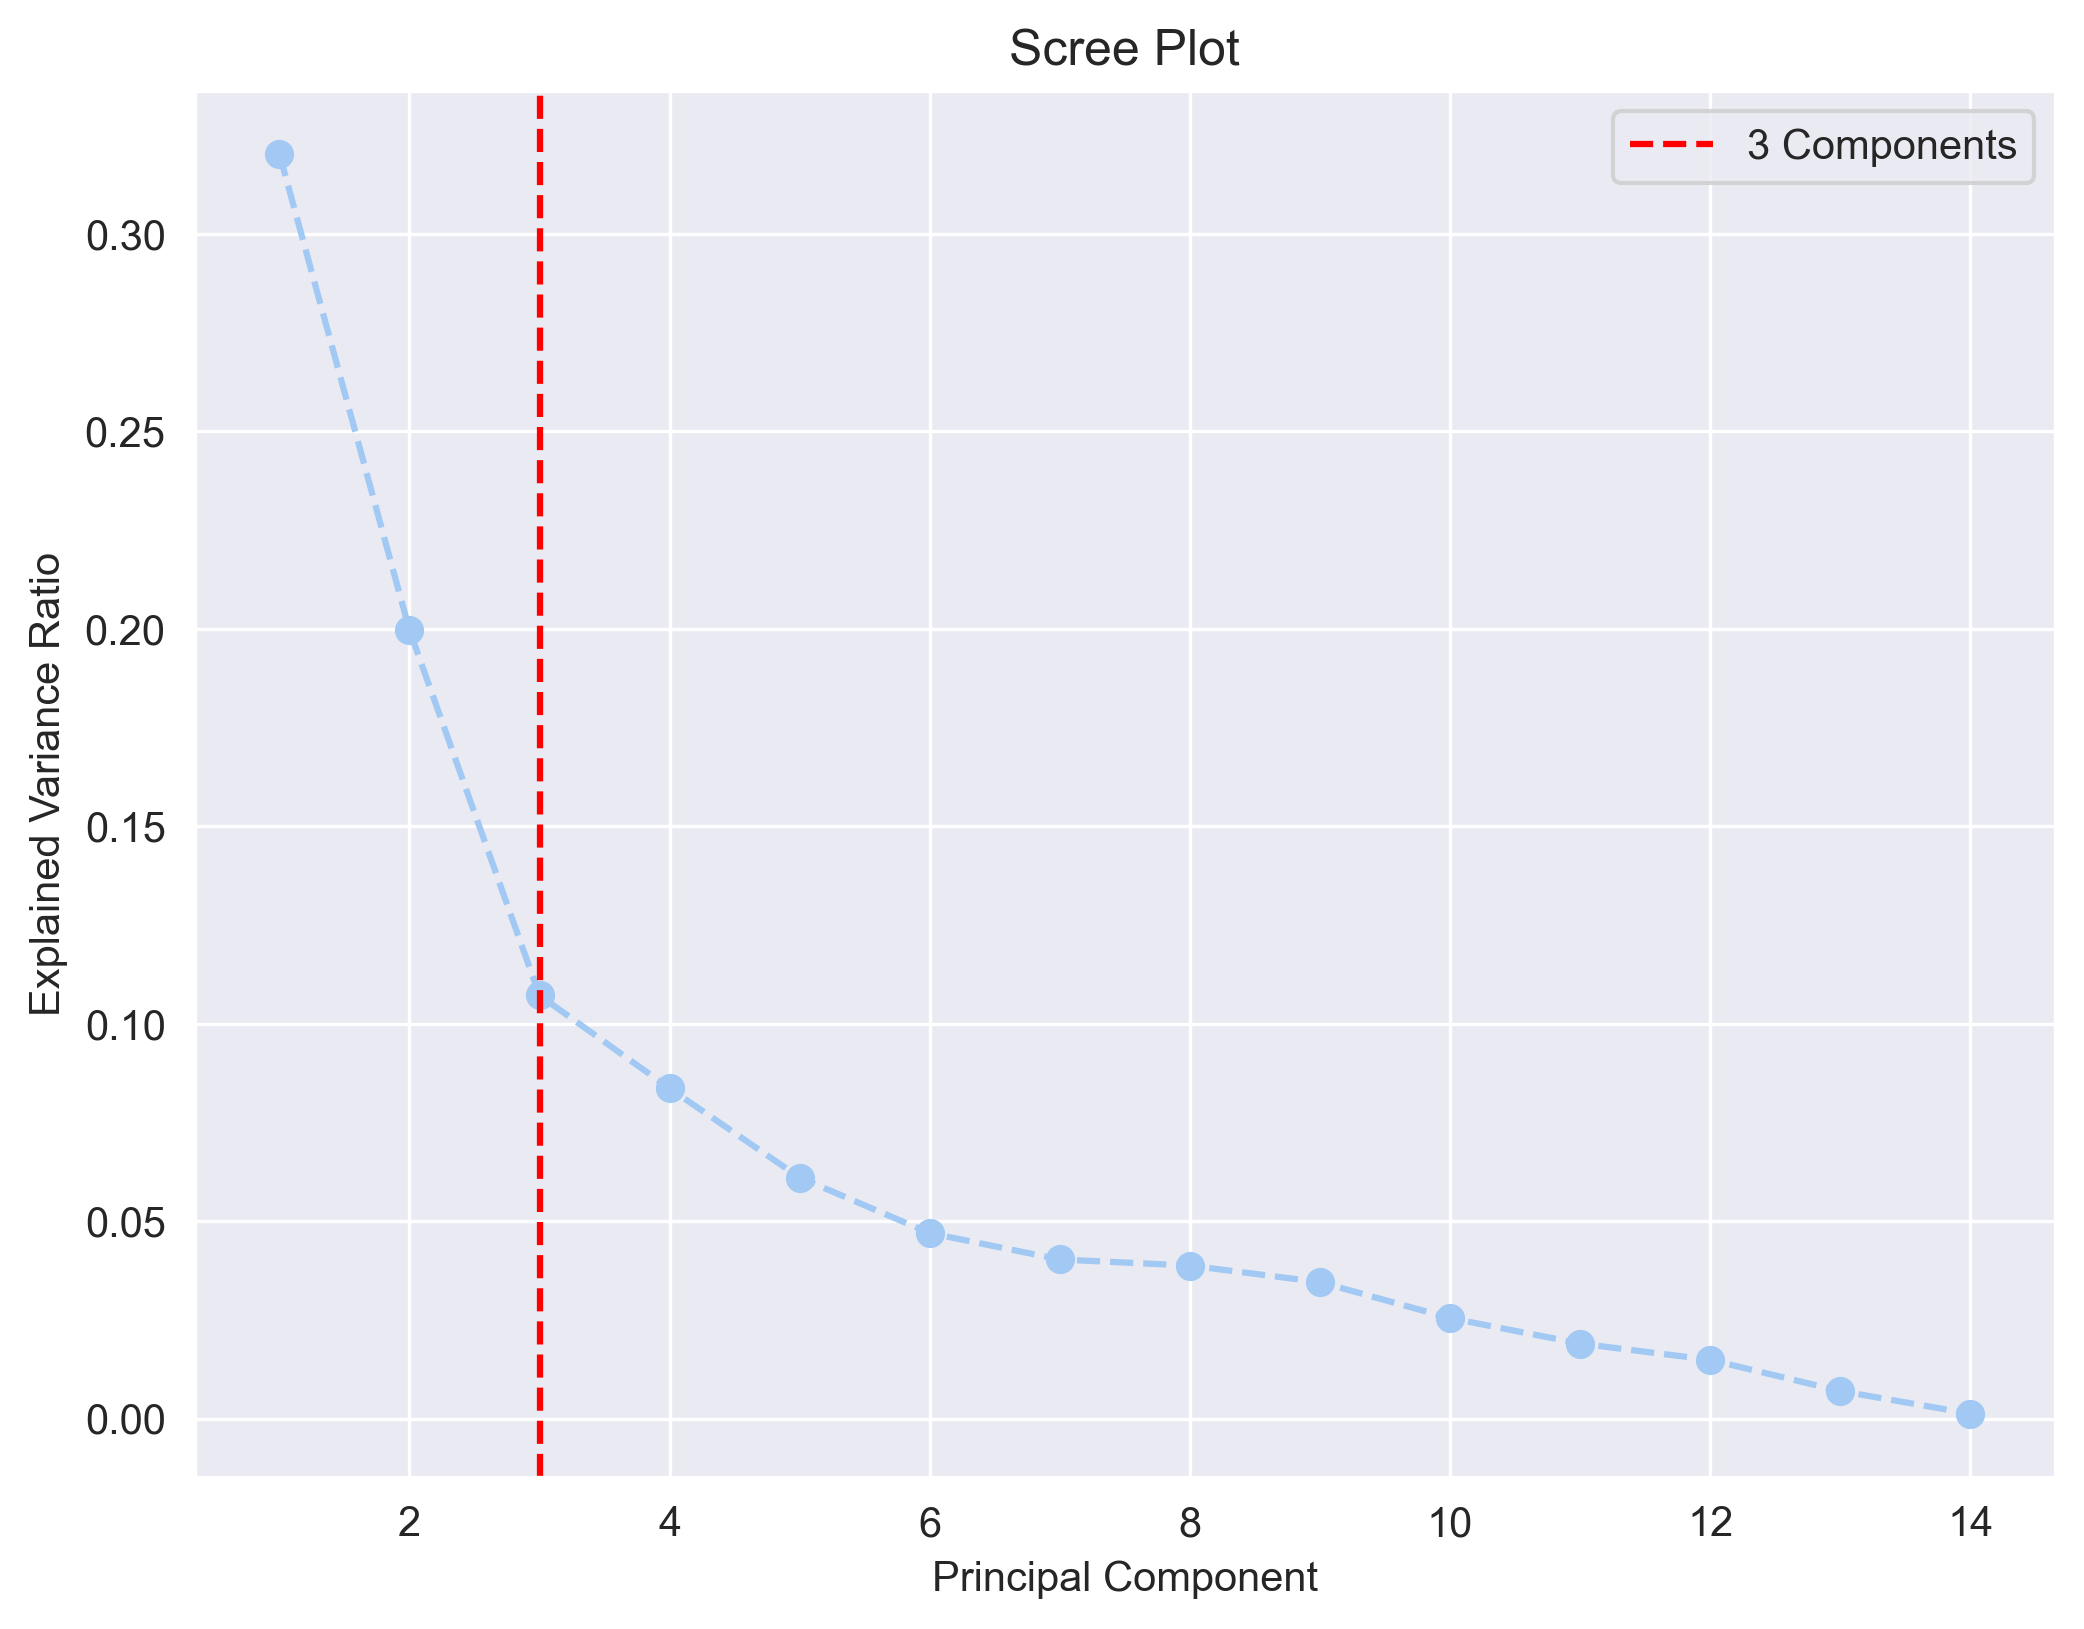 Scree Plot
3 Components
Explained Variance Ratio
0.30
0.25
0.20
0.15
0.10
0.05
0.00
2 4 6 8 10 12 14
Principal Component